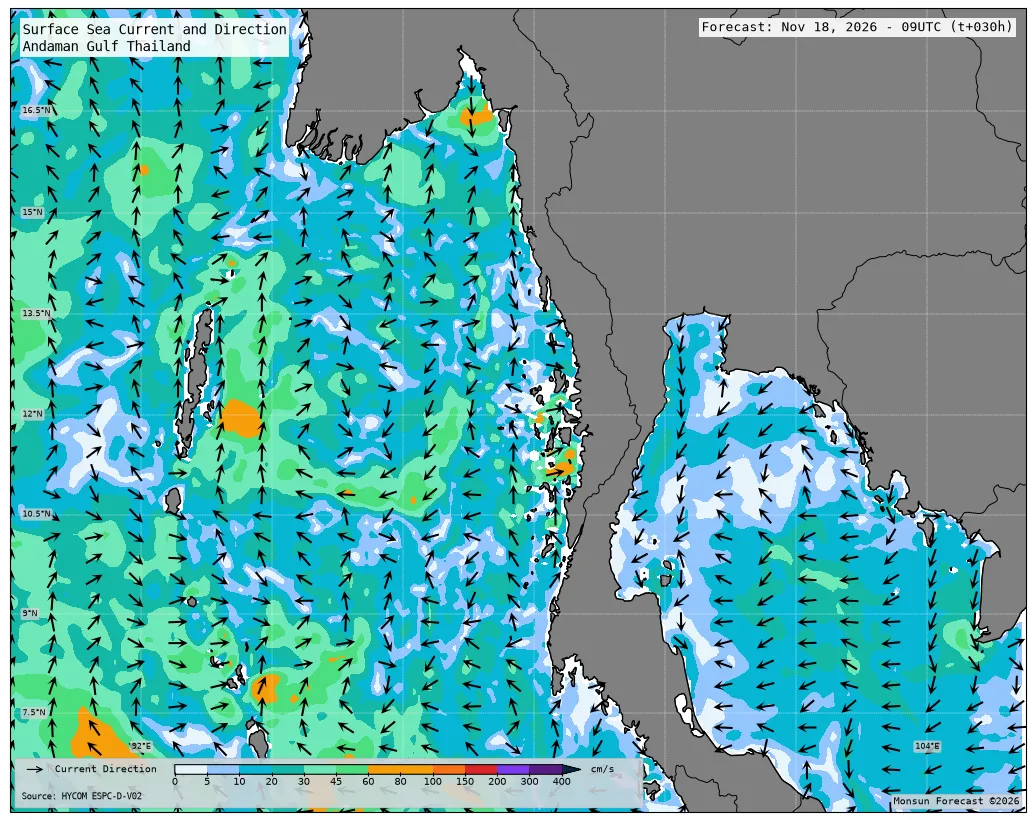 Surface Sea Current and Direction
Andaman Gulf Thailand
Forecast: Nov 18, 2026 - 09UTC (t+030h)
16.5°N
15°N
13.5°N
12°N
10.5°N
9°N
7.5°N
92°E
104°E
Current Direction
0 5 10 20 30 45 60 80 100 150 200 300 400 cm/s
Source: HYCOM ESPC-D-V02
Monsun Forecast ©2026